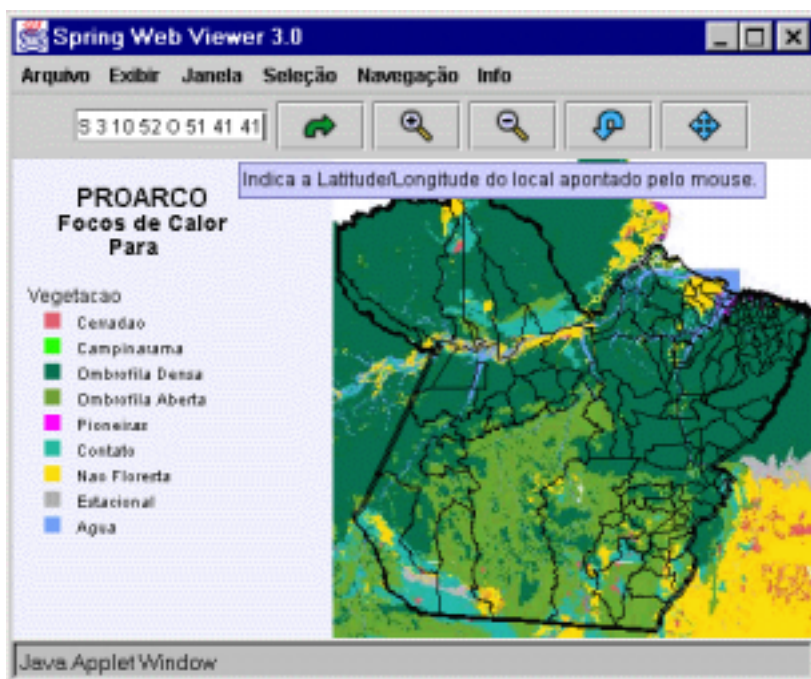 Spring Web Viewer 3.0
Arquivo Exibir Janela Seleção Navegação Info
S 3 10 52 O 51 41 41
Indica a Latitude/Longitude do local apontado pelo mouse.
PROARCO
Focos de Calor
Para
Vegetacao
Cerradao
Campinarama
Ombrofila Densa
Ombrofila Aberta
Pioneiras
Contato
Nao Floresta
Estacional
Agua
Java Applet Window